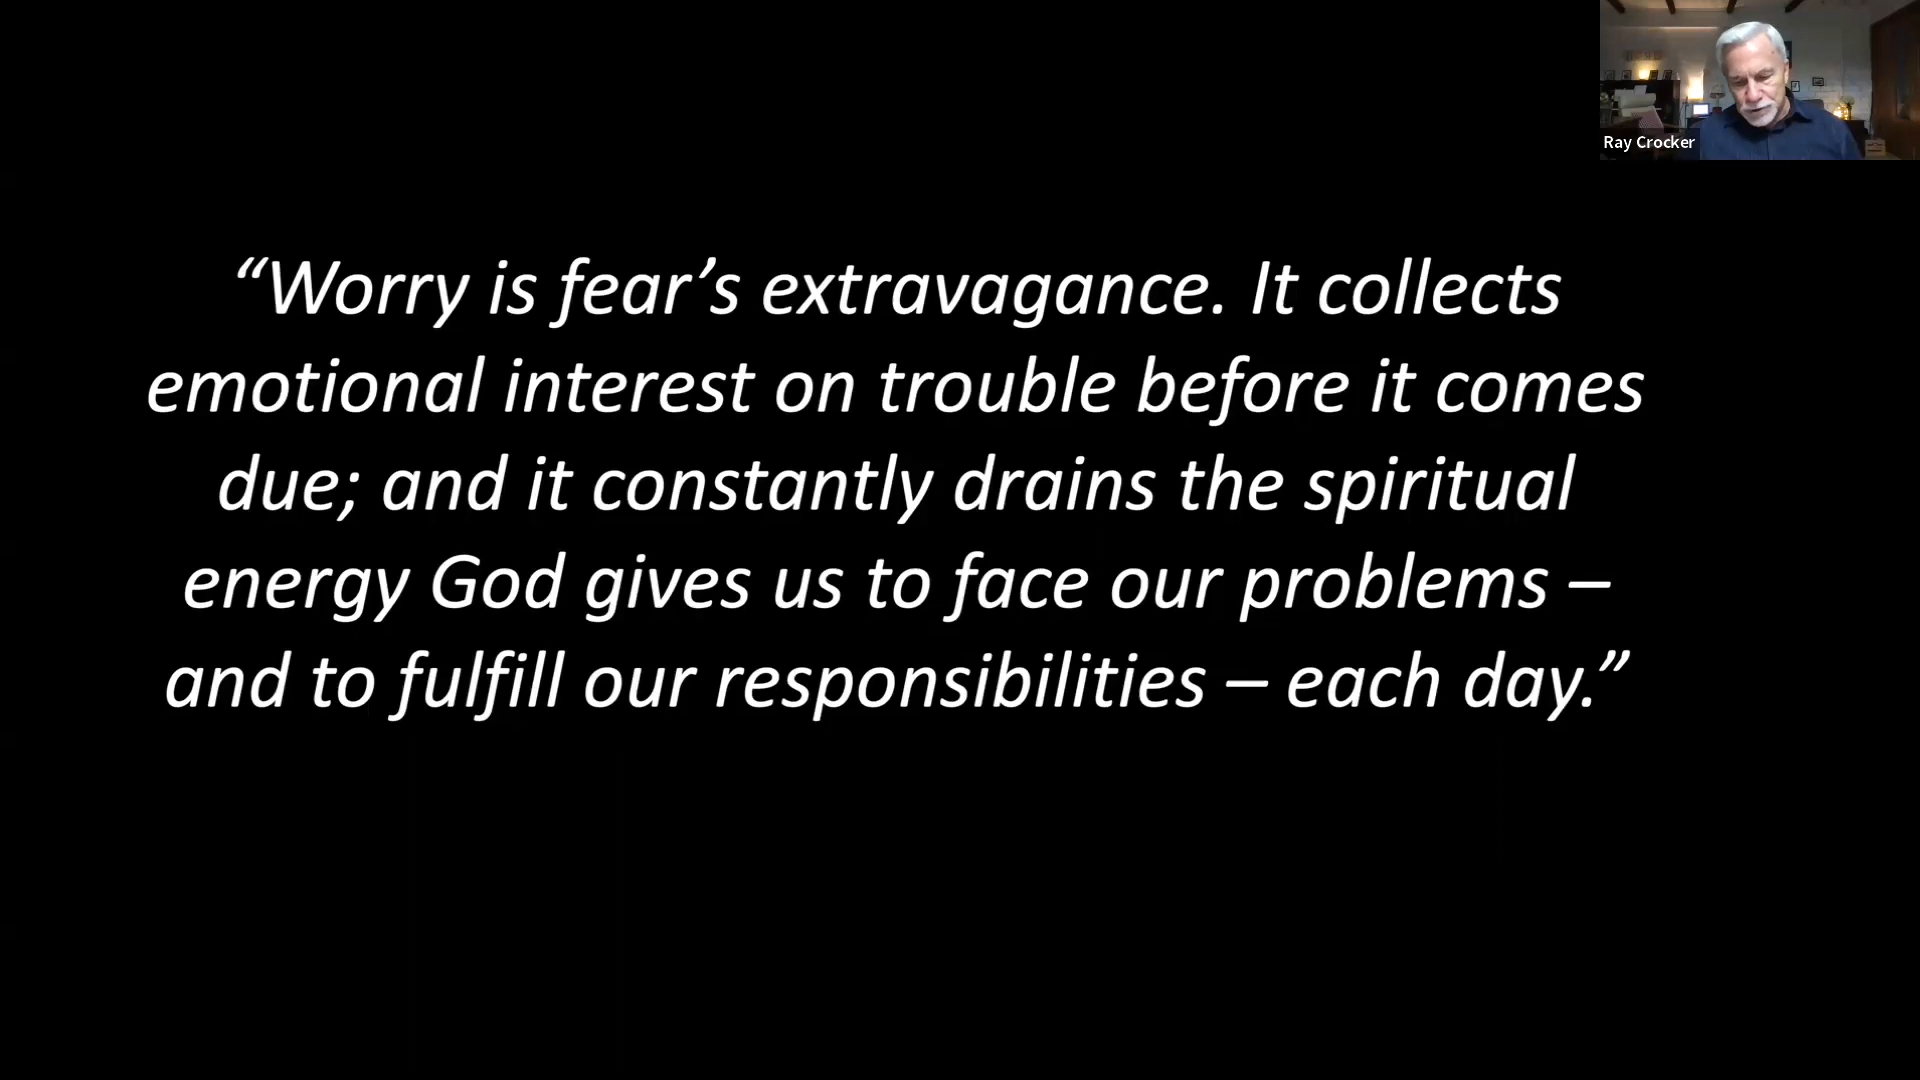 Ray Crocker
“Worry is fear’s extravagance. It collects
emotional interest on trouble before it comes
due; and it constantly drains the spiritual
energy God gives us to face our problems –
and to fulfill our responsibilities – each day.”